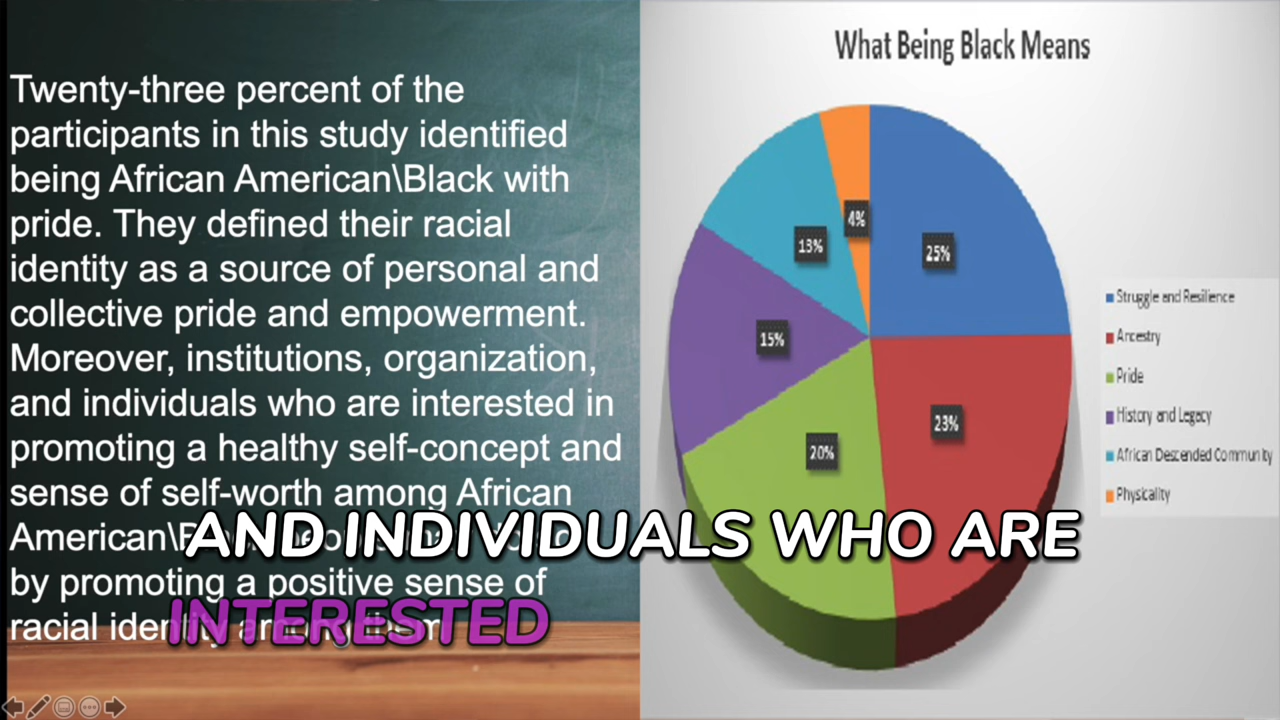 Twenty-three percent of the
participants in this study identified
being African American\Black with
pride. They defined their racial
identity as a source of personal and
collective pride and empowerment.
Moreover, institutions, organization,
and individuals who are interested in
promoting a healthy self-concept and
sense of self-worth among African
by promoting a positive sense of
racial identity
AND INDIVIDUALS WHO ARE
INTERESTED
What Being Black Means
4%
13%
25%
15%
23%
20%
Struggle and Resilience
Ancestry
Pride
History and Legacy
African Descended Community
Physicality